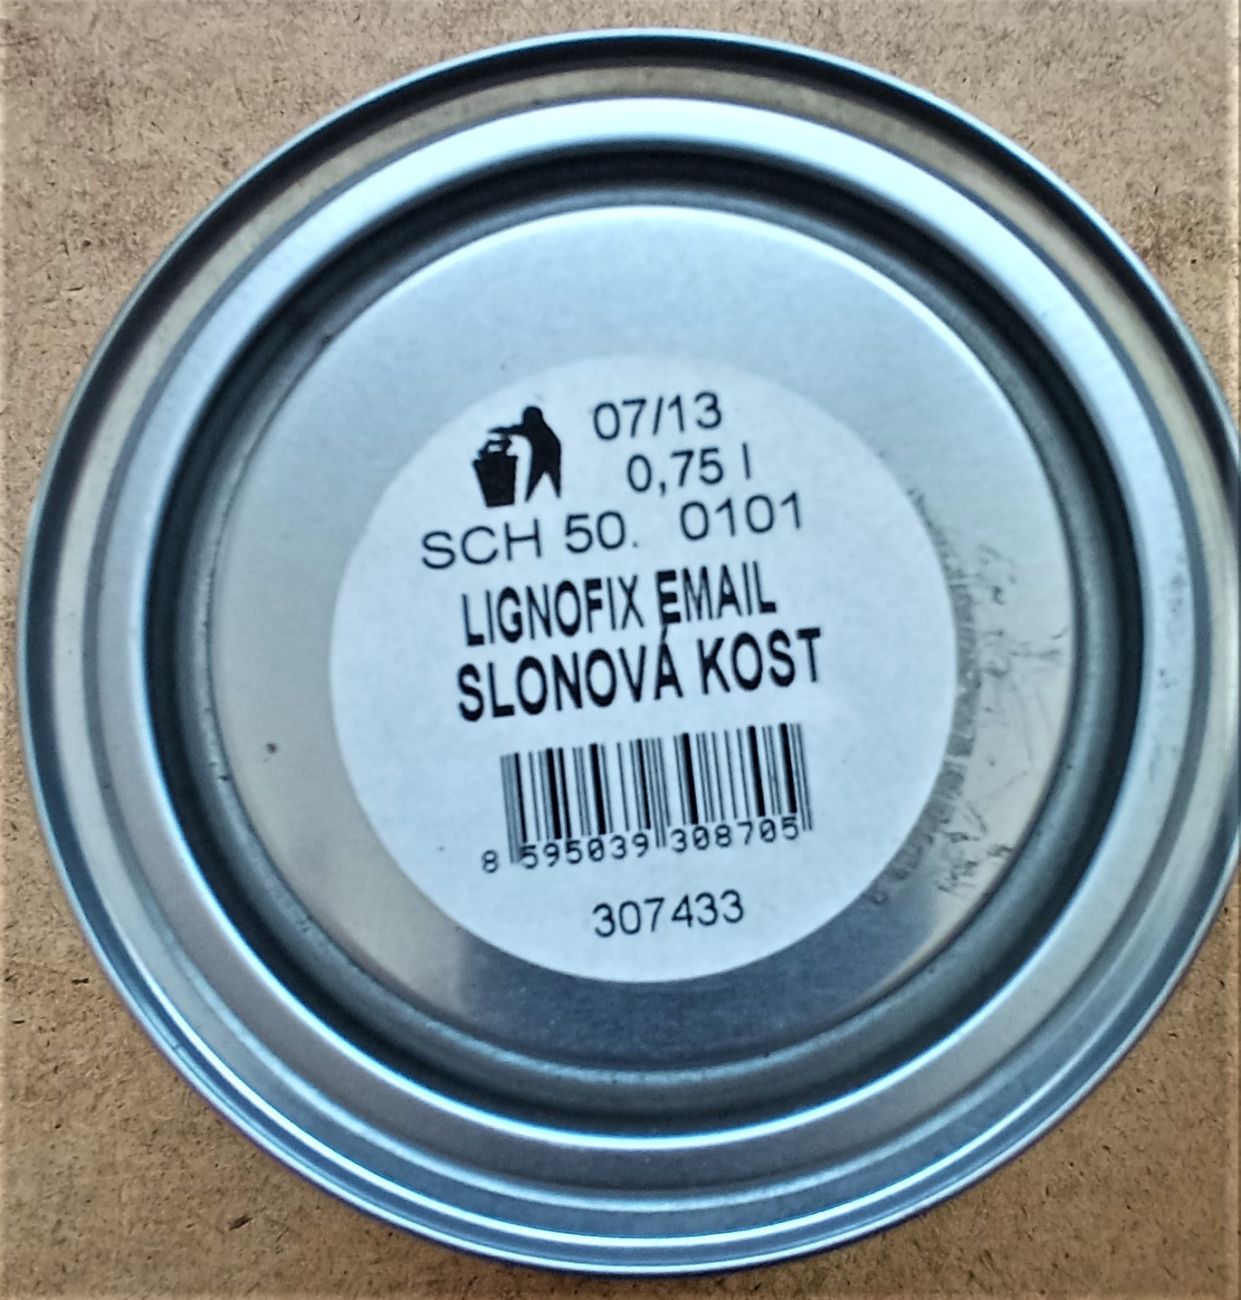 07/13
0,75 l
SCH 50. 0101
LIGNOFIX EMAIL
SLONOVÁ KOST
8 595039 308705
307433